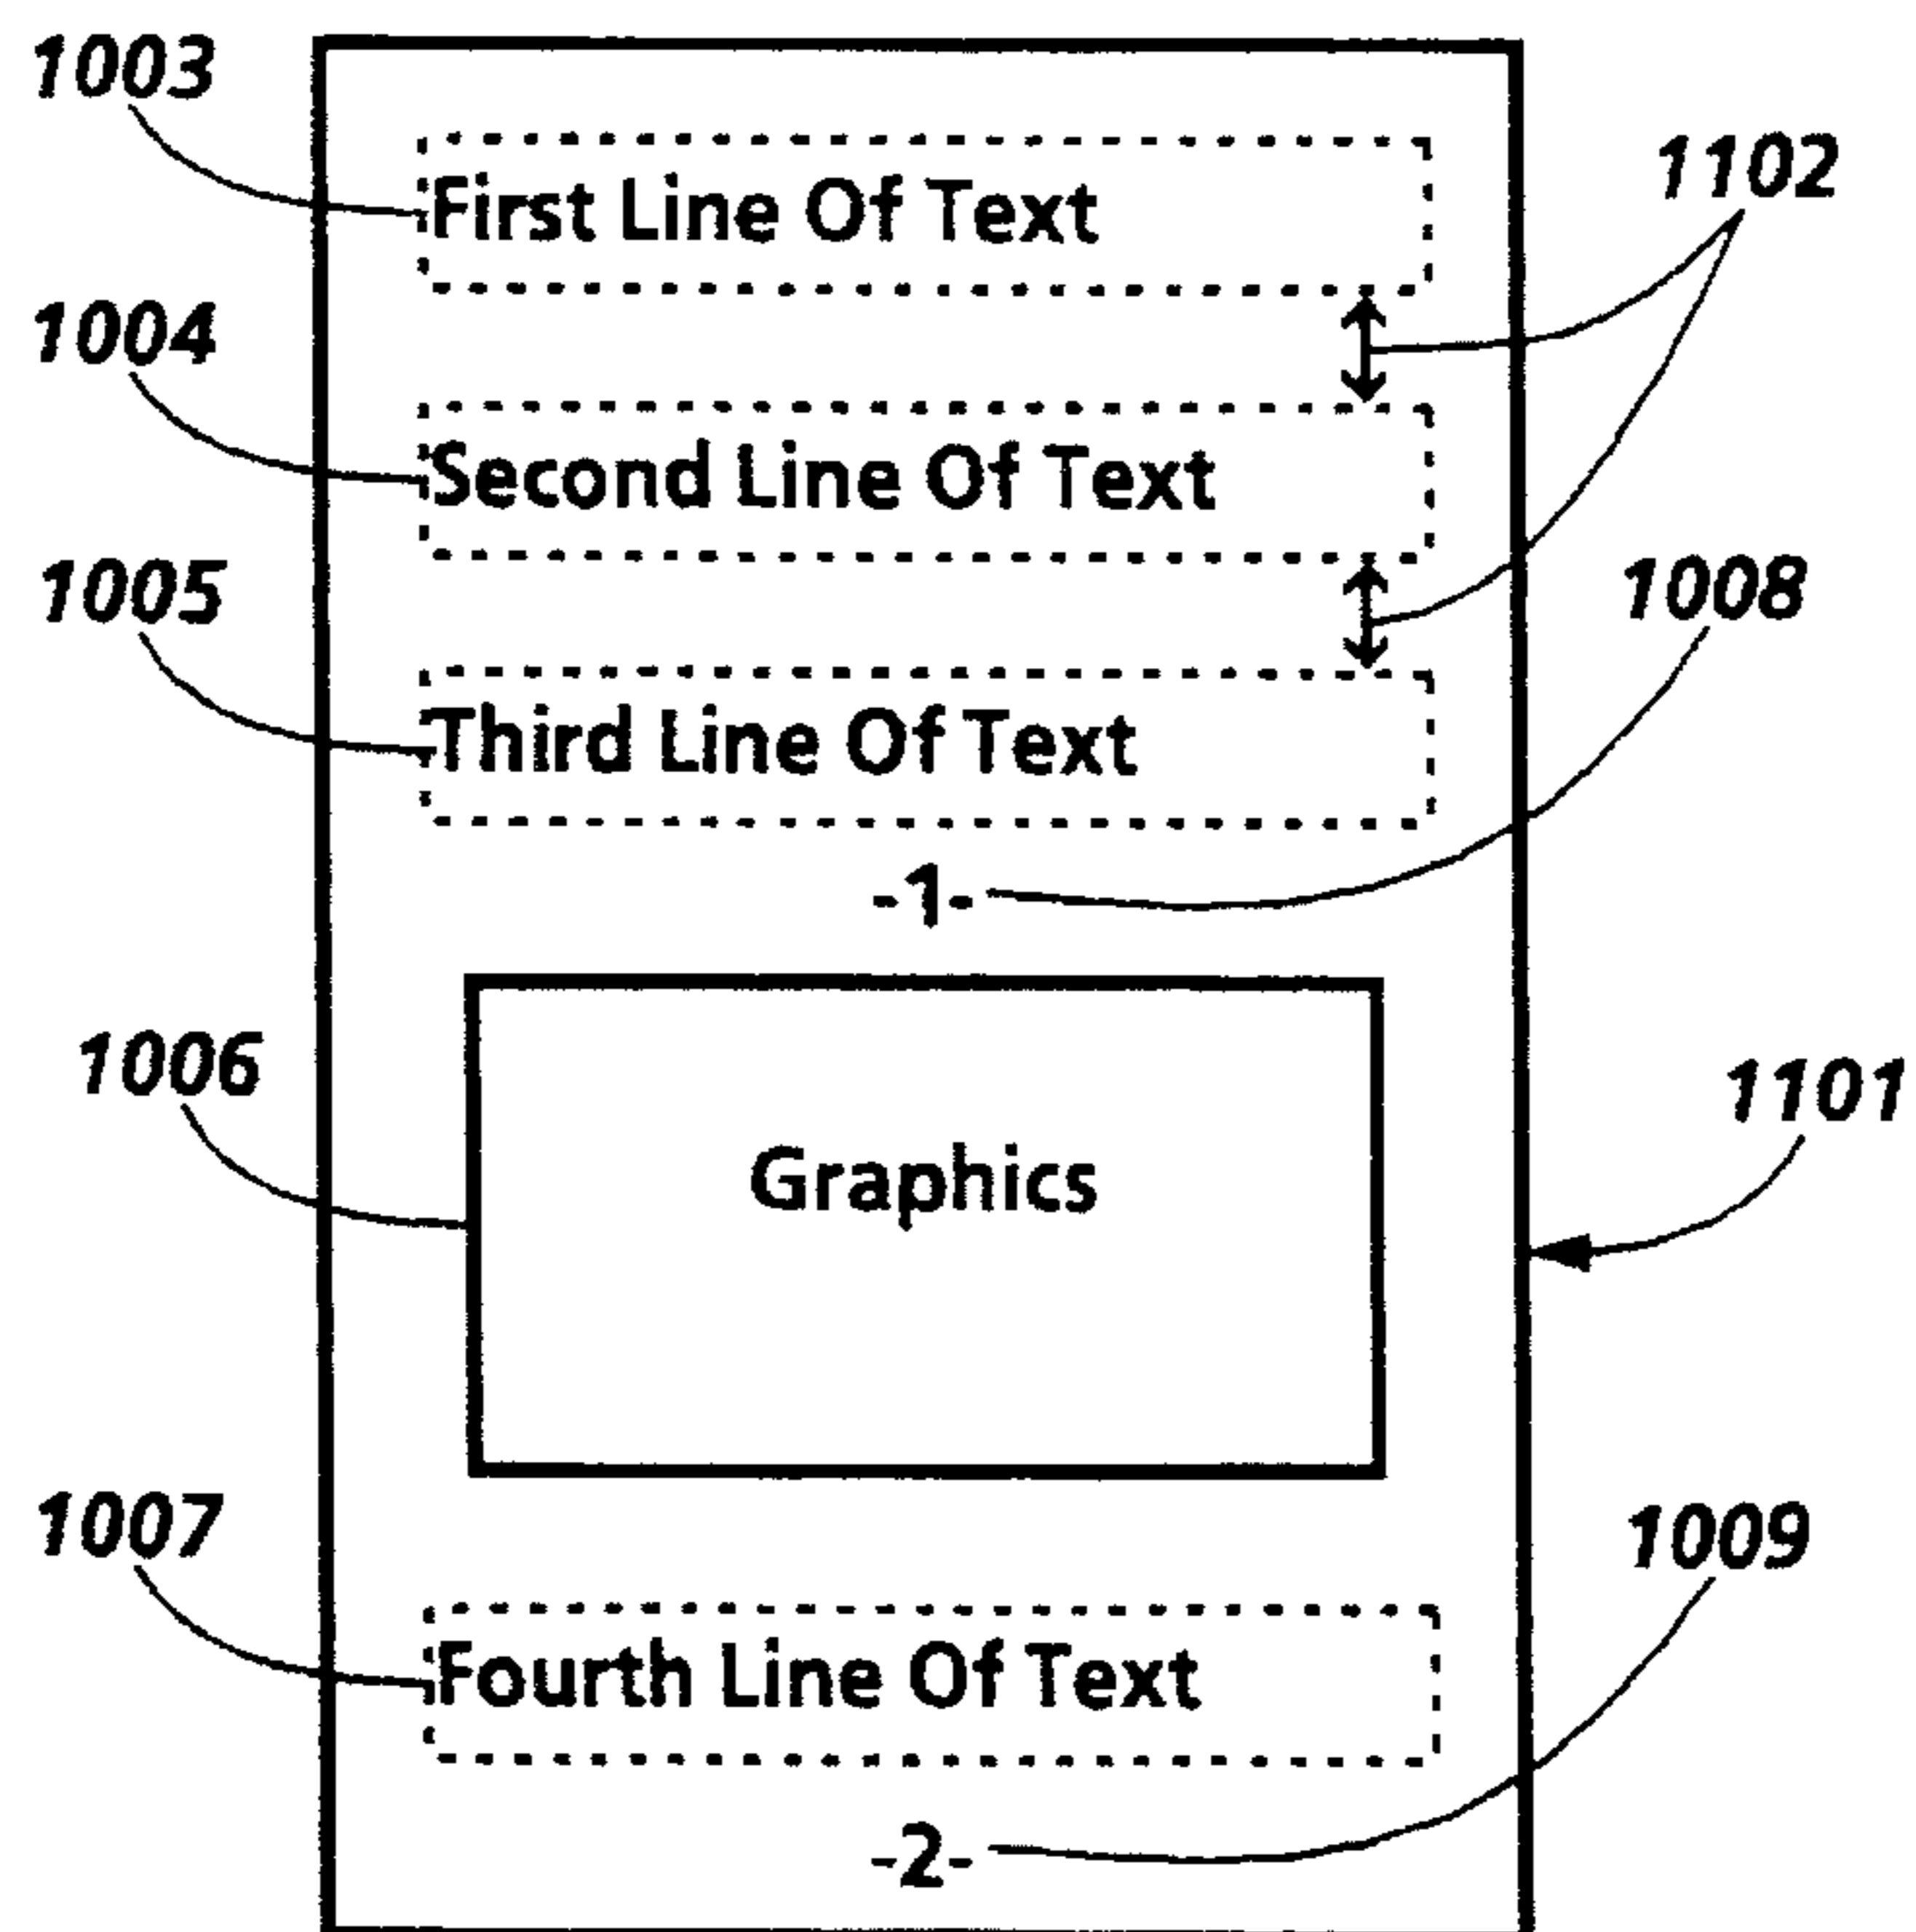 1003
First Line Of Text
1102
1004
Second Line Of Text
1005
1008
Third Line Of Text
-1-
1006
Graphics
1101
1007
1009
Fourth Line Of Text
-2-